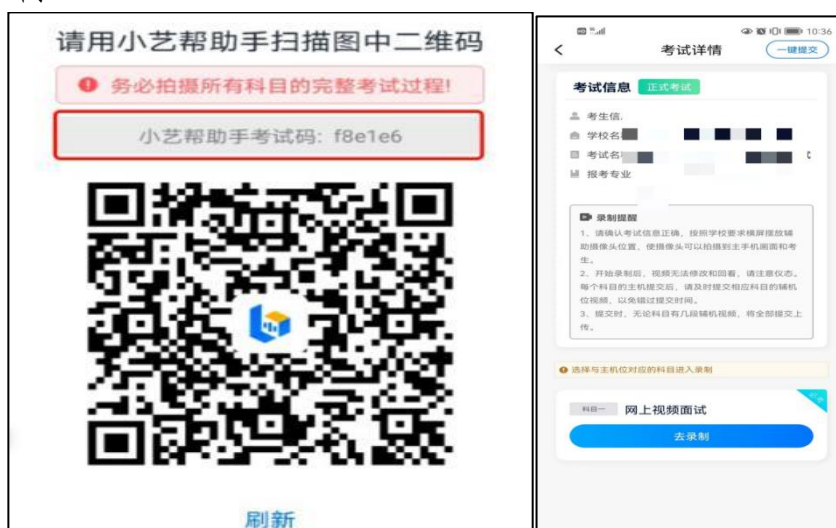 请用小艺帮助手扫描图中二维码
务必拍摄所有科目的完整考试过程!
小艺帮助手考试码: f8e1e6
刷新
10:36
考试详情
一键提交
考试信息
正式考试
考生信
学校名
考试名
报考专业
录制提醒
1、请确认考试信息正确，按照学校要求横屏摆放辅
助摄像头位置，使摄像头可以拍摄到主手机画面和考
生。
2、开始录制后，视频无法修改和回看，请注意仪态。
每个科目的主机提交后，请及时提交相应科目的辅机
位视频，以免错过提交时间。
3、提交时，无论科目有几段辅机视频，将全部提交上
传。
选择与主机位对应的科目进入录制
科目一 网上视频面试
去录制